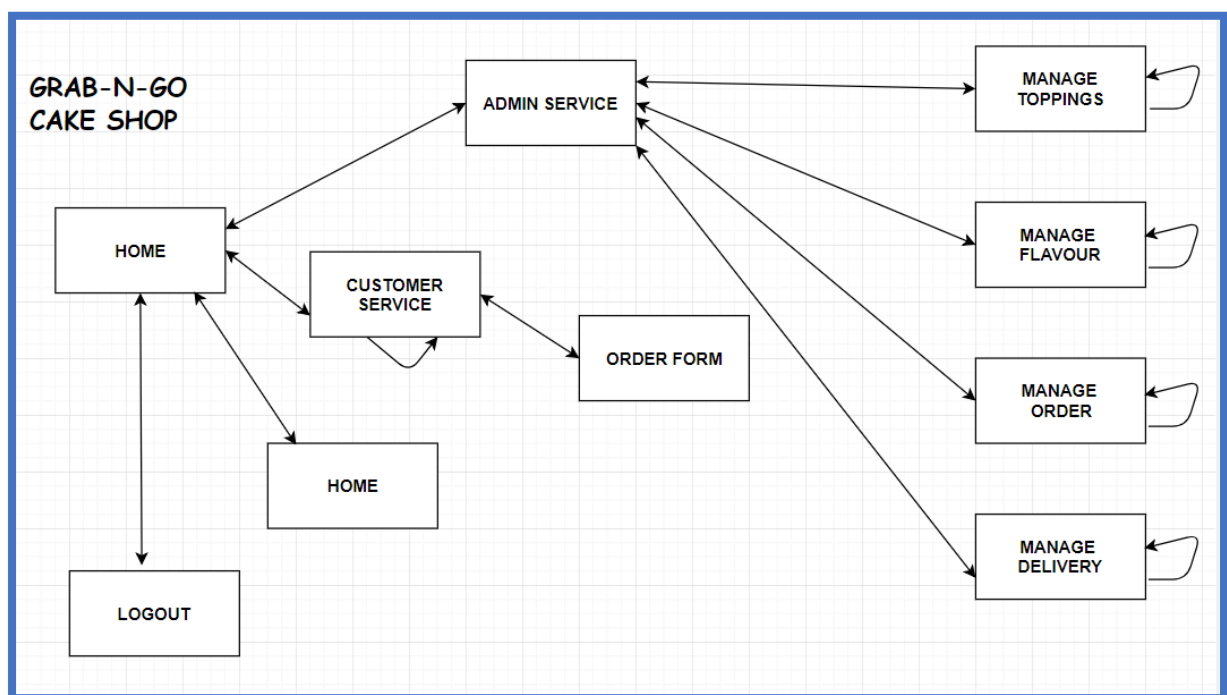 GRAB-N-GO
CAKE SHOP
ADMIN SERVICE
MANAGE
TOPPINGS
HOME
MANAGE
FLAVOUR
CUSTOMER
SERVICE
ORDER FORM
MANAGE
ORDER
HOME
MANAGE
DELIVERY
LOGOUT